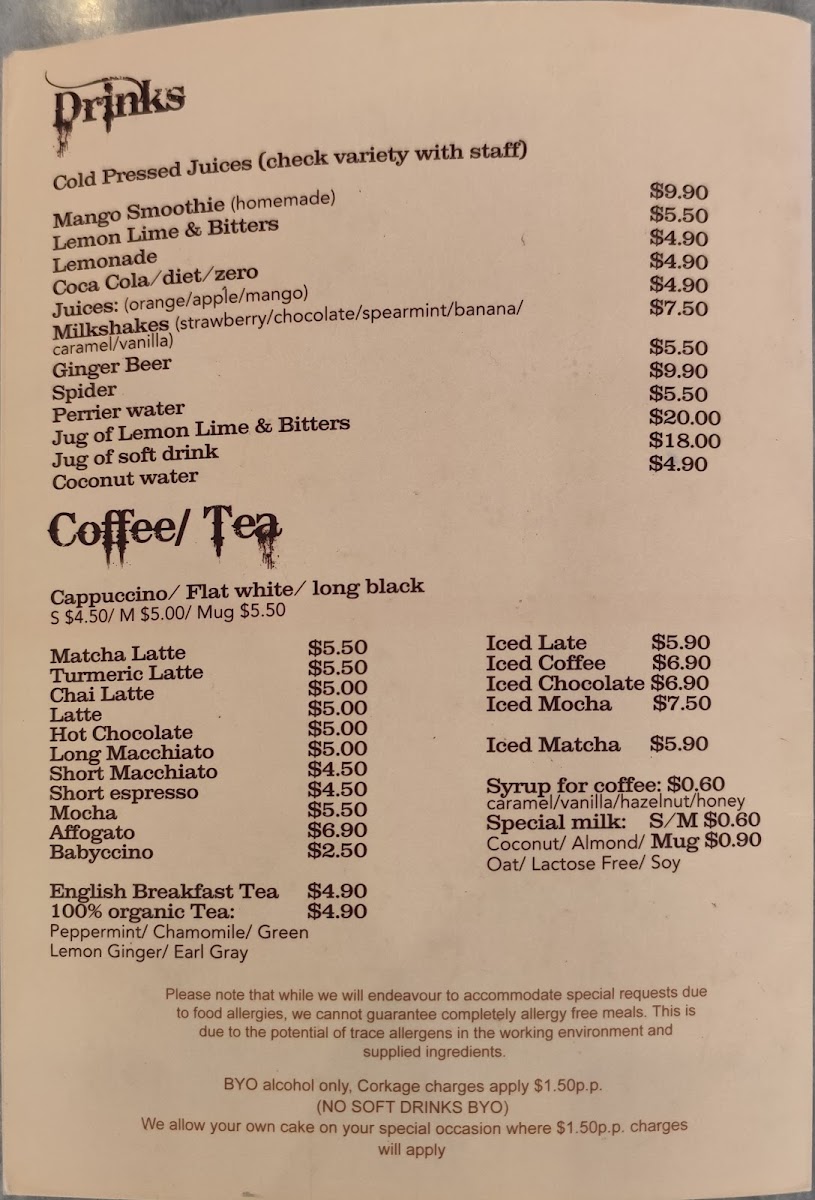 Drinks
Cold Pressed Juices (check variety with staff)
Mango Smoothie (homemade) $9.90
Lemon Lime & Bitters $5.50
Lemonade $4.90
Coca Cola/diet/zero $4.90
Juices: (orange/apple/mango) $4.90
Milkshakes (strawberry/chocolate/spearmint/banana/ $7.50
caramel/vanilla)
Ginger Beer $5.50
Spider $9.90
Perrier water $5.50
Jug of Lemon Lime & Bitters $20.00
Jug of soft drink $18.00
Coconut water $4.90
Coffee/ Tea
Cappuccino/ Flat white/ long black
S $4.50/ M $5.00/ Mug $5.50
Matcha Latte $5.50
Turmeric Latte $5.50
Chai Latte $5.00
Latte $5.00
Hot Chocolate $5.00
Long Macchiato $5.00
Short Macchiato $4.50
Short espresso $4.50
Mocha $5.50
Affogato $6.90
Babyccino $2.50
English Breakfast Tea $4.90
100% organic Tea: $4.90
Peppermint/ Chamomile/ Green
Lemon Ginger/ Earl Gray
Iced Late $5.90
Iced Coffee $6.90
Iced Chocolate $6.90
Iced Mocha $7.50
Iced Matcha $5.90
Syrup for coffee: $0.60
caramel/vanilla/hazelnut/honey
Special milk: S/M $0.60
Coconut/ Almond/ Mug $0.90
Oat/ Lactose Free/ Soy
Please note that while we will endeavour to accommodate special requests due
to food allergies, we cannot guarantee completely allergy free meals. This is
due to the potential of trace allergens in the working environment and
supplied ingredients.
BYO alcohol only, Corkage charges apply $1.50p.p.
(NO SOFT DRINKS BYO)
We allow your own cake on your special occasion where $1.50p.p. charges
will apply